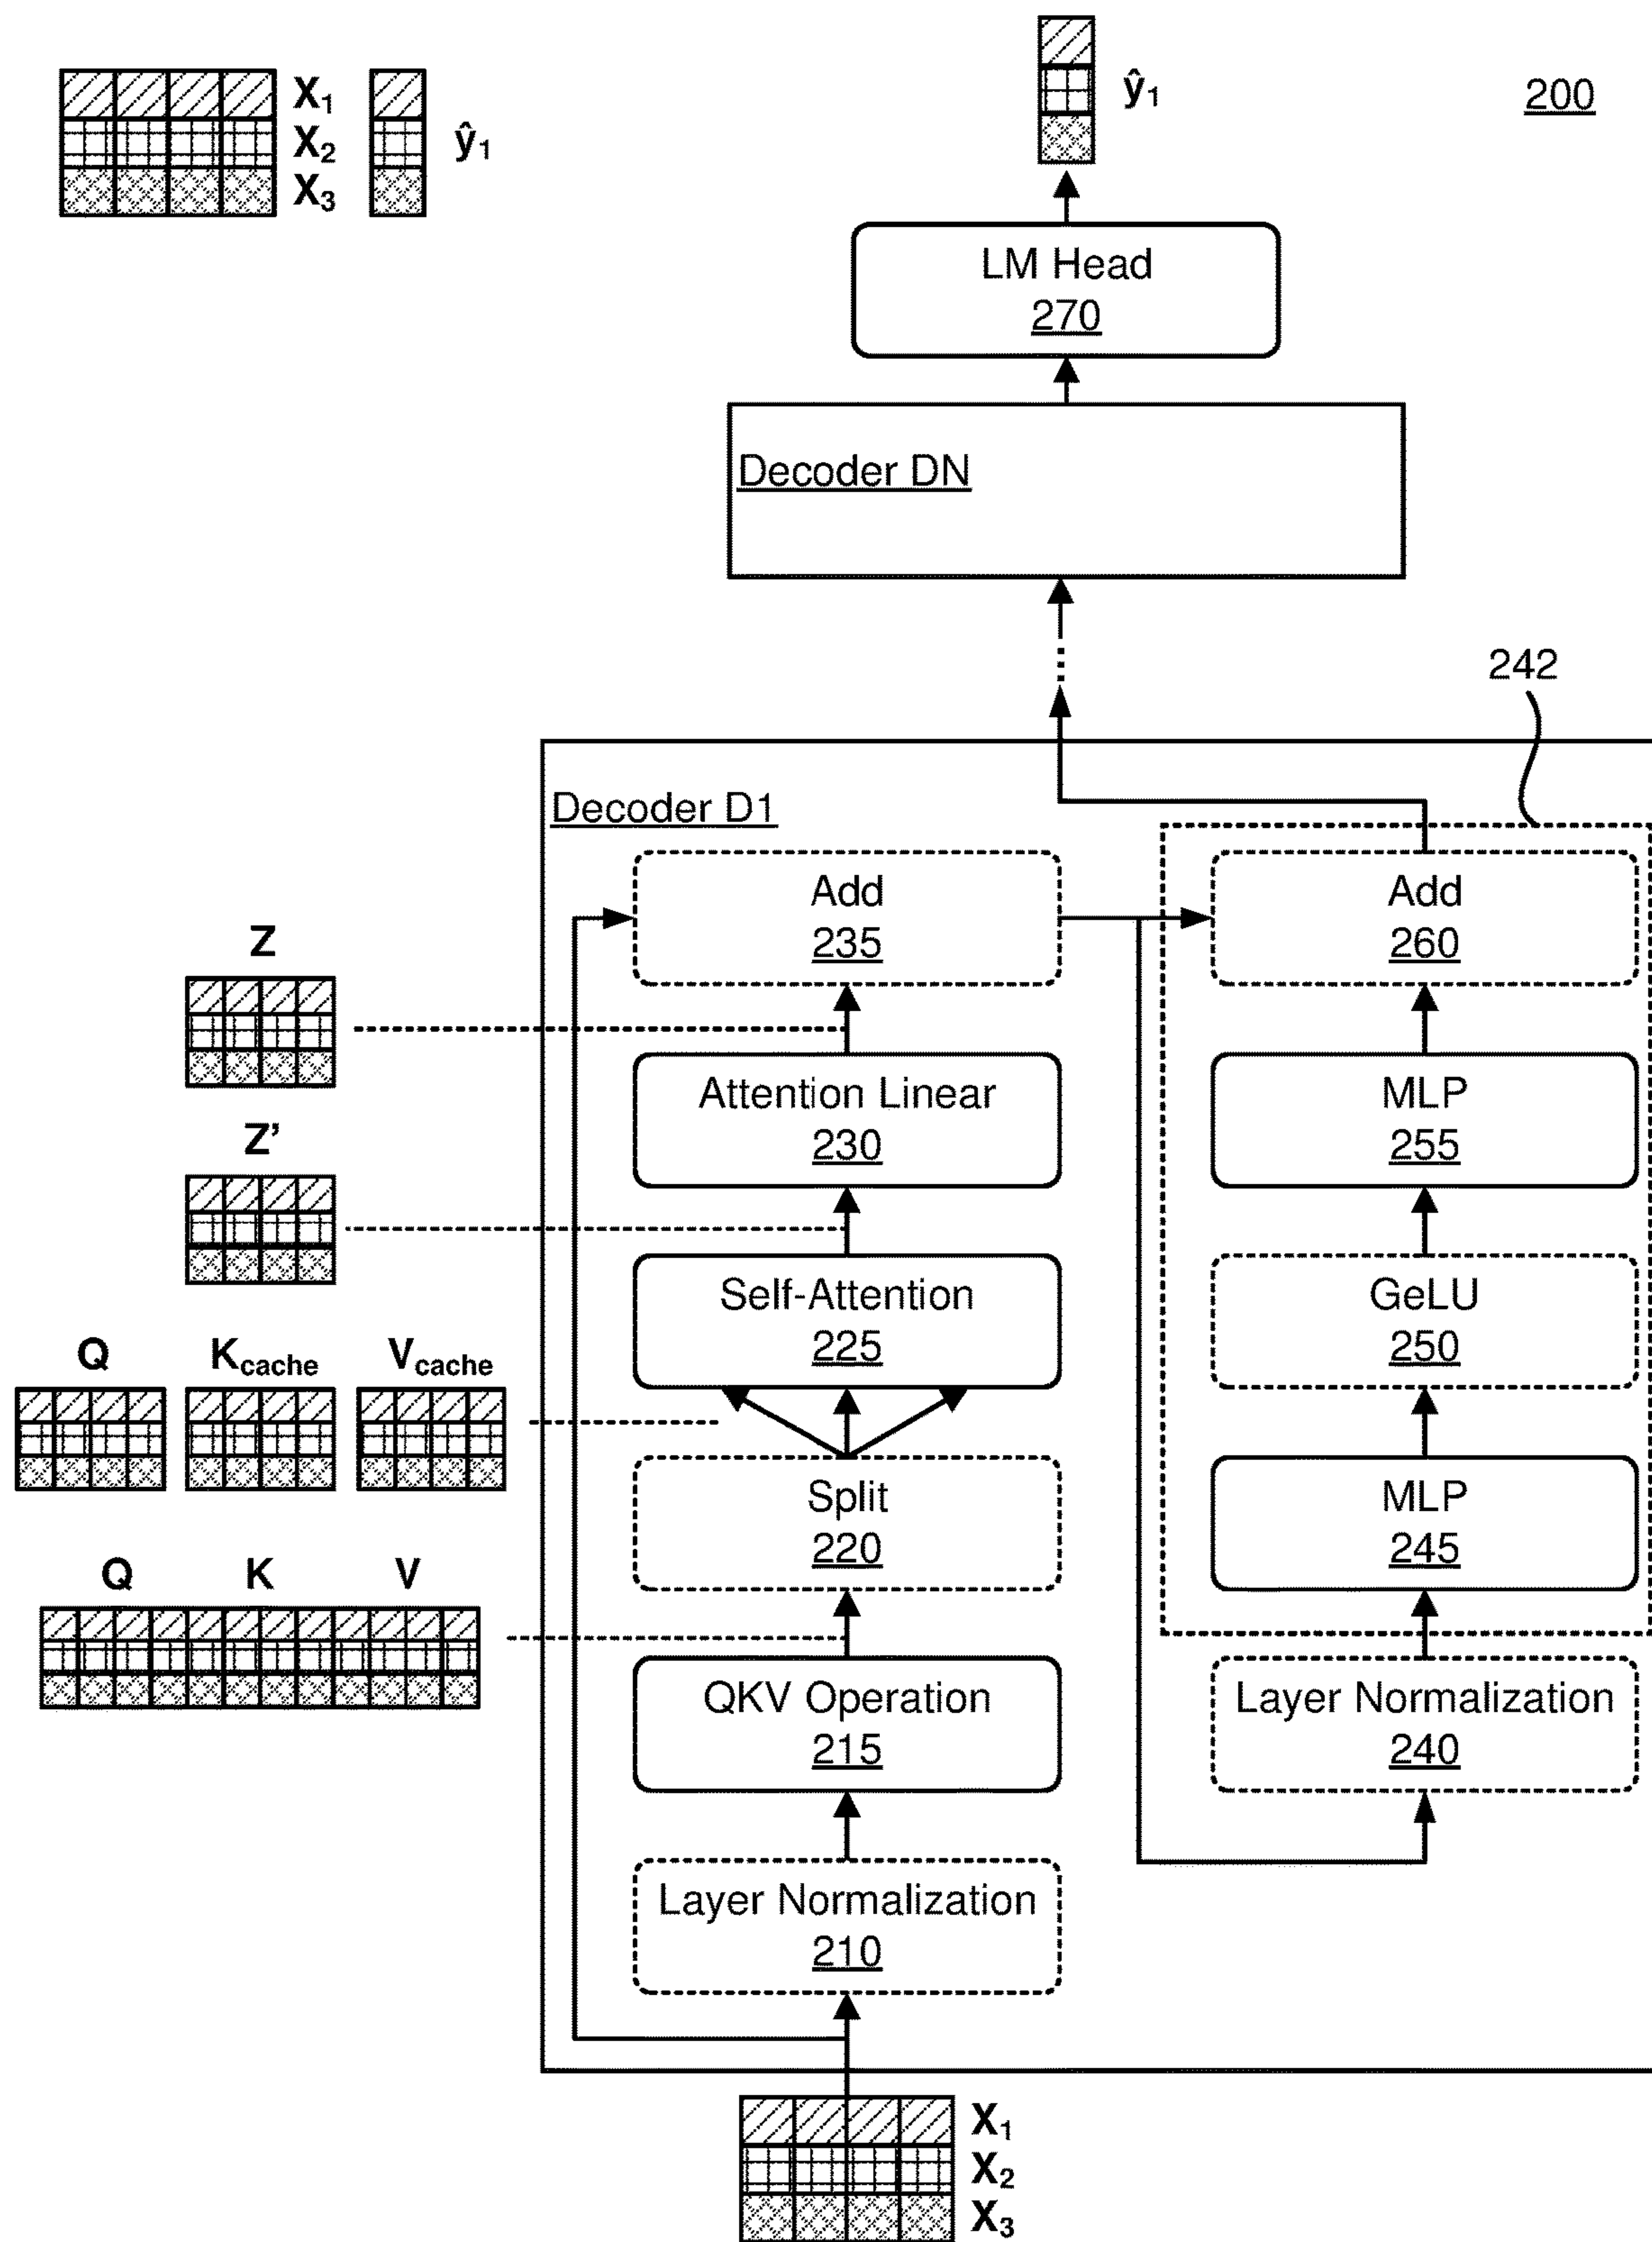 X₁
X₂
X₃
ŷ₁
ŷ₁
200
LM Head
270
Decoder DN
242
Decoder D1
Add
235
Add
260
Z
Attention Linear
230
MLP
255
Z'
Self-Attention
225
GeLU
250
Q
K_cache
V_cache
Split
220
MLP
245
Q K V
QKV Operation
215
Layer Normalization
240
Layer Normalization
210
X₁
X₂
X₃